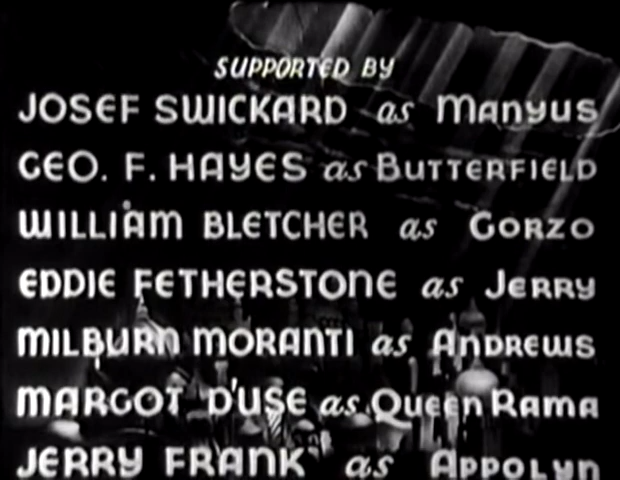 SUPPORTED BY
JOSEF SWICKARD as Manyus
GEO. F. HAYES as BUTTERFIELD
WILLIAM BLETCHER as GORZO
EDDIE FETHERSTONE as JERRY
MILBURN MORANTI as ANDREWS
MARGOT D'USE as Queen Rama
JERRY FRANK as APPOLYN